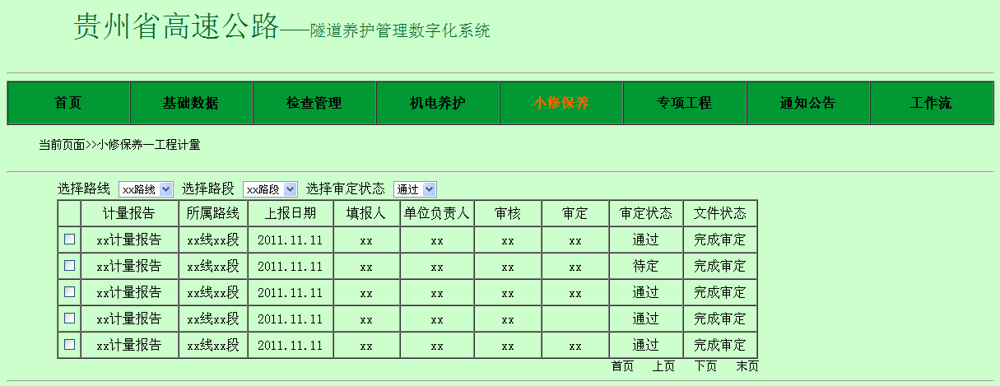 贵州省高速公路——隧道养护管理数字化系统
首页 基础数据 检查管理 机电养护 小修保养 专项工程 通知公告 工作流
当前页面>>小修保养—工程计量
选择路线 xx路线 选择路段 xx路段 选择审定状态 通过
计量报告 所属路线 上报日期 填报人 单位负责人 审核 审定 审定状态 文件状态
xx计量报告 xx线xx段 2011.11.11 xx xx xx xx 通过 完成审定
xx计量报告 xx线xx段 2011.11.11 xx xx xx xx 待定 完成审定
xx计量报告 xx线xx段 2011.11.11 xx xx xx xx 通过 完成审定
xx计量报告 xx线xx段 2011.11.11 xx xx xx 通过 完成审定
xx计量报告 xx线xx段 2011.11.11 xx xx xx xx 通过 完成审定
首页 上页 下页 末页